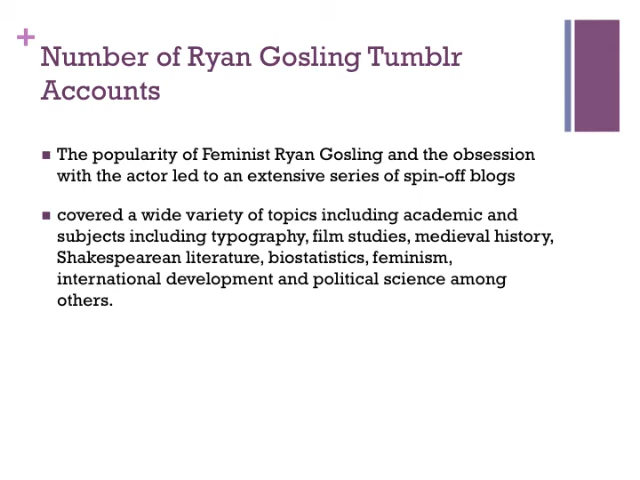 +
Number of Ryan Gosling Tumblr
Accounts
■ The popularity of Feminist Ryan Gosling and the obsession
with the actor led to an extensive series of spin-off blogs
■ covered a wide variety of topics including academic and
subjects including typography, film studies, medieval history,
Shakespearean literature, biostatistics, feminism,
international development and political science among
others.